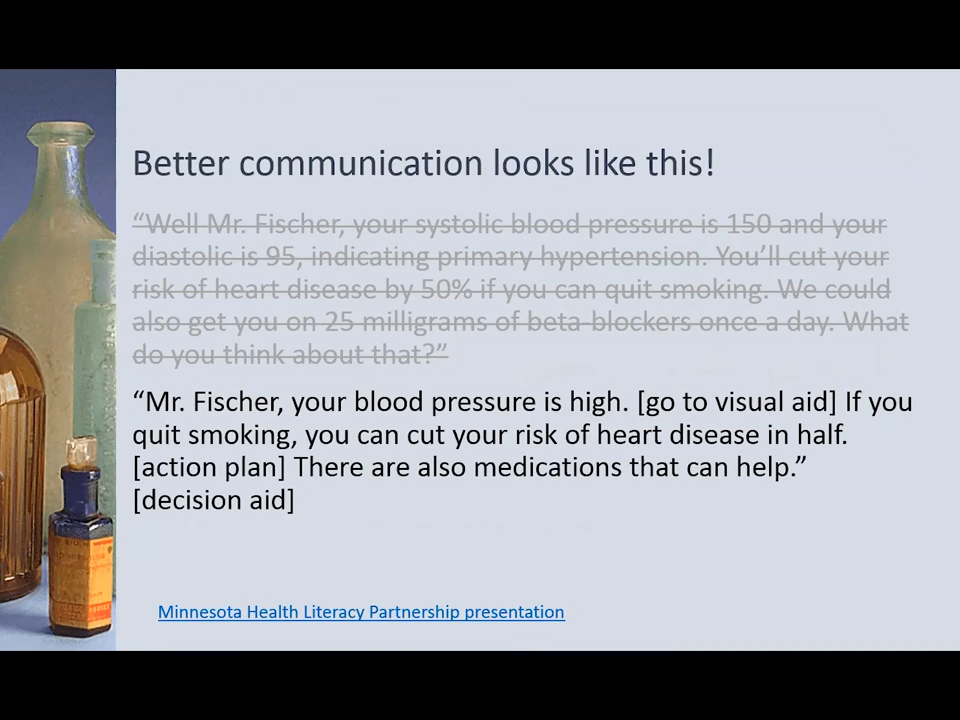 Better communication looks like this!
“Well Mr. Fischer, your systolic blood pressure is 150 and your
diastolic is 95, indicating primary hypertension. You’ll cut your
risk of heart disease by 50% if you can quit smoking. We could
also get you on 25 milligrams of beta-blockers once a day. What
do you think about that?”
“Mr. Fischer, your blood pressure is high. [go to visual aid] If you
quit smoking, you can cut your risk of heart disease in half.
[action plan] There are also medications that can help.”
[decision aid]
Minnesota Health Literacy Partnership presentation